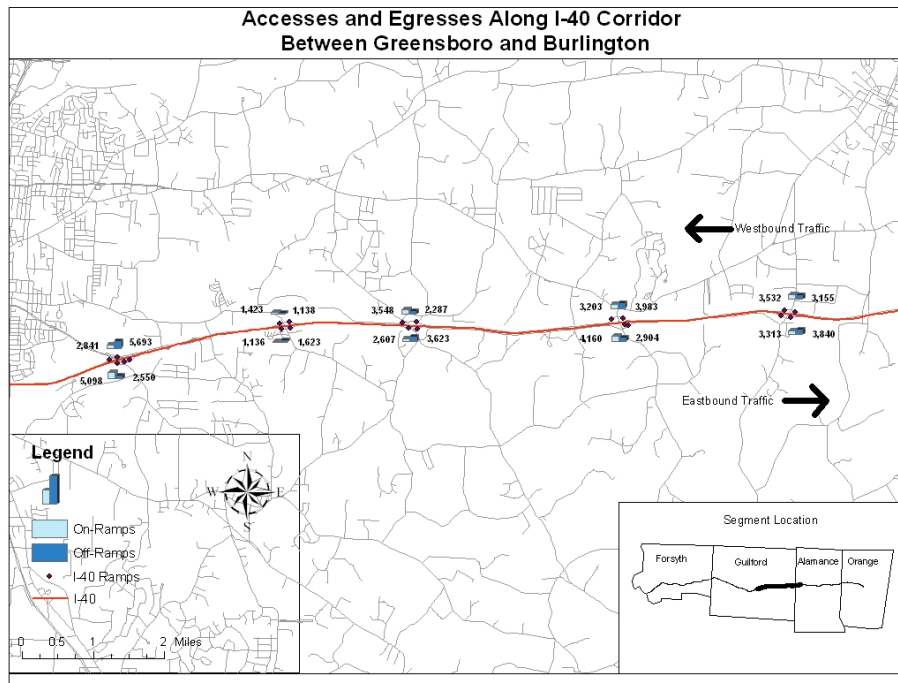 Accesses and Egresses Along I-40 Corridor
Between Greensboro and Burlington
Westbound Traffic
3,532 3,155
3,203 3,983
1,423 1,138 3,548 2,287
3,313 3,840
1,136 1,623 2,607 3,623 4,160 2,904
2,841 5,693
5,098 2,550
Eastbound Traffic
Legend
On-Ramps
Off-Ramps
I-40 Ramps
I-40
0 0.5 1 2 Miles
N
W E
S
Segment Location
Forsyth Guilford Alamance Orange